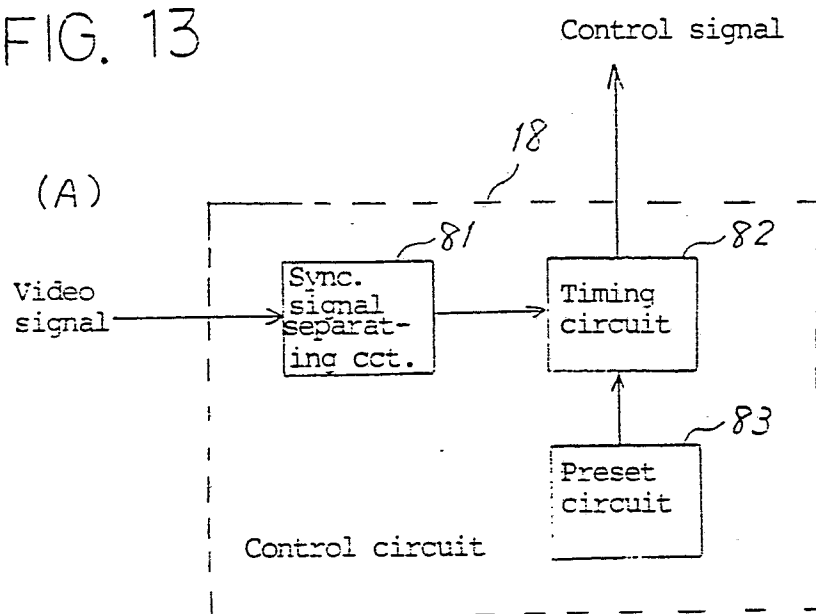 FIG. 13
Control signal
18
(A)
81
82
Video
signal
Sync.
signal
separat-
ing cct.
Timing
circuit
83
Preset
circuit
Control circuit